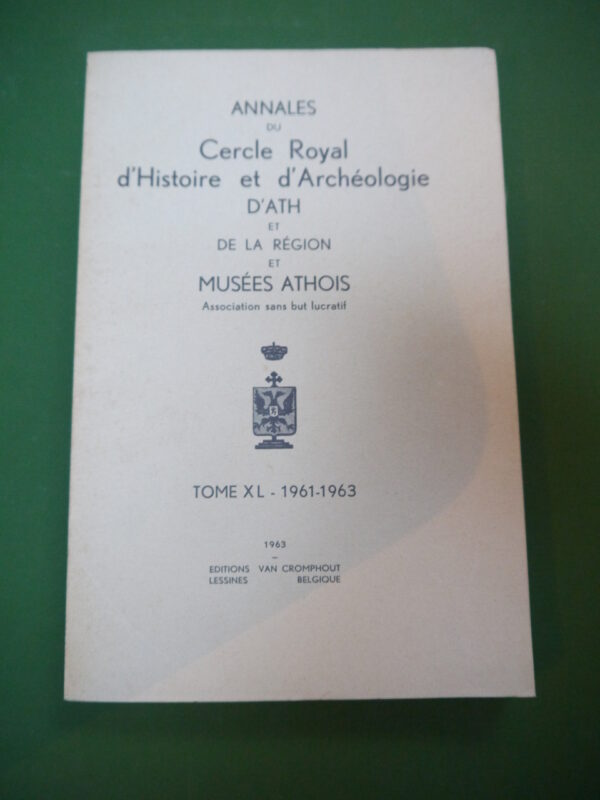 ANNALES
DU
Cercle Royal
d'Histoire et d'Archéologie
D'ATH
ET
DE LA RÉGION
ET
MUSÉES ATHOIS
Association sans but lucratif
TOME XL - 1961-1963
1963
EDITIONS VAN CROMPHOUT
LESSINES BELGIQUE